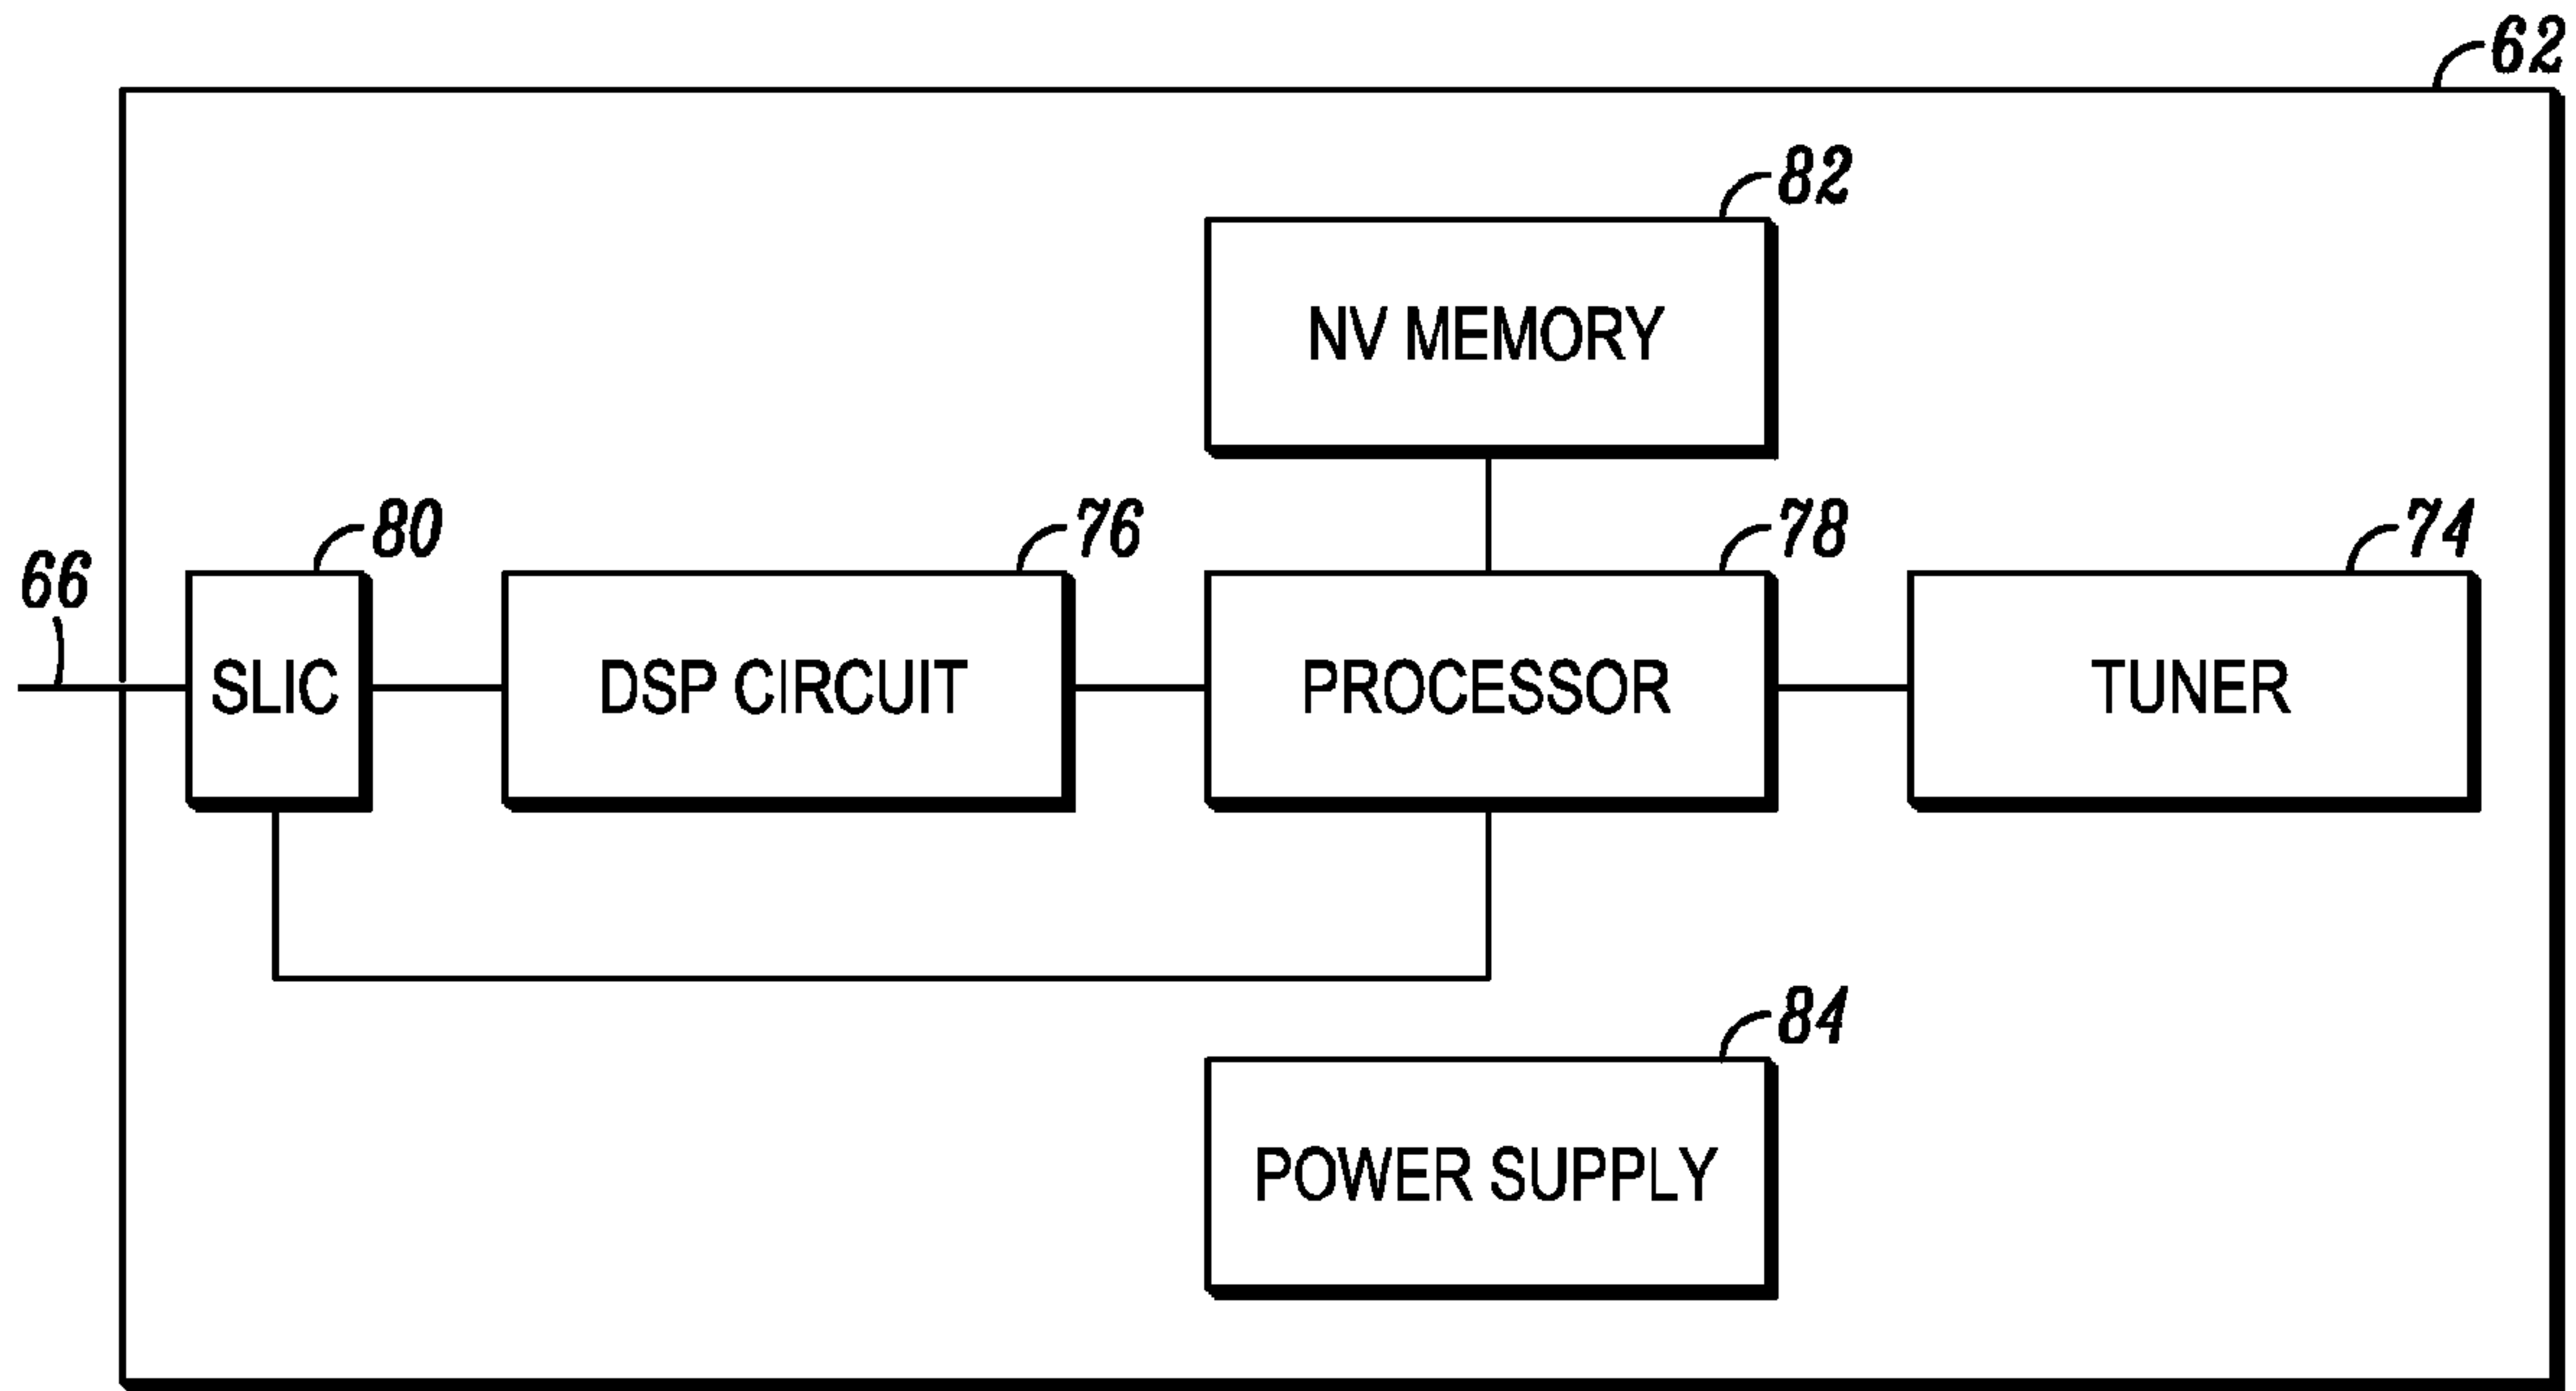 62
82
NV MEMORY
80
76
78
74
66
SLIC
DSP CIRCUIT
PROCESSOR
TUNER
84
POWER SUPPLY